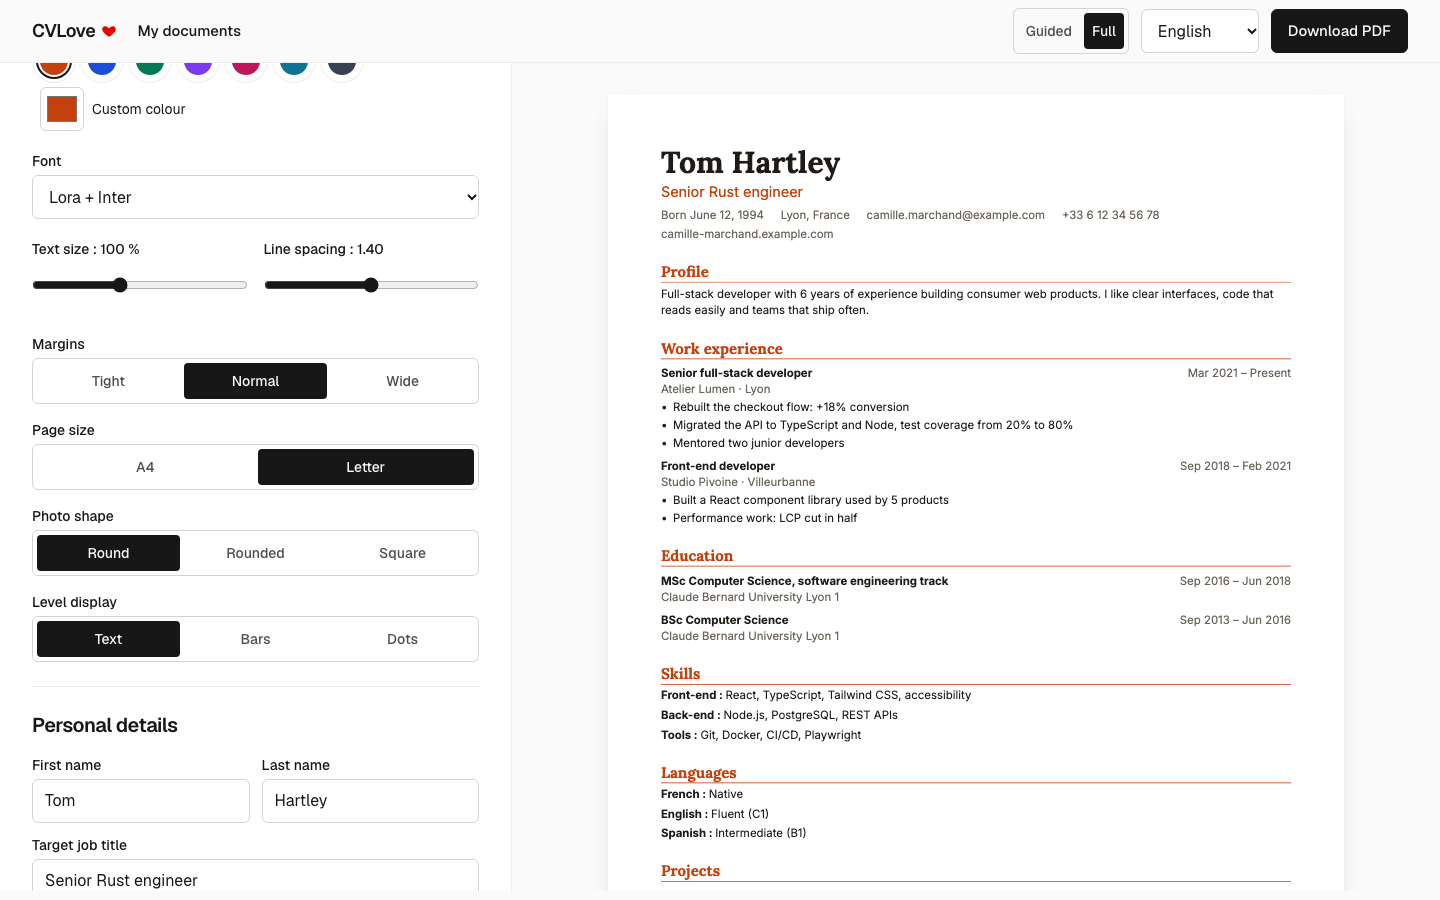 CVLove My documents Guided Full English Download PDF
Custom colour
Font
Lora + Inter
Text size : 100 % Line spacing : 1.40
Margins
Tight Normal Wide
Page size
A4 Letter
Photo shape
Round Rounded Square
Level display
Text Bars Dots
Personal details
First name Last name
Tom Hartley
Target job title
Senior Rust engineer
Tom Hartley
Senior Rust engineer
Born June 12, 1994 Lyon, France camille.marchand@example.com +33 6 12 34 56 78
camille-marchand.example.com
Profile
Full-stack developer with 6 years of experience building consumer web products. I like clear interfaces, code that
reads easily and teams that ship often.
Work experience
Senior full-stack developer Mar 2021 – Present
Atelier Lumen · Lyon
• Rebuilt the checkout flow: +18% conversion
• Migrated the API to TypeScript and Node, test coverage from 20% to 80%
• Mentored two junior developers
Front-end developer Sep 2018 – Feb 2021
Studio Pivoine · Villeurbanne
• Built a React component library used by 5 products
• Performance work: LCP cut in half
Education
MSc Computer Science, software engineering track Sep 2016 – Jun 2018
Claude Bernard University Lyon 1
BSc Computer Science Sep 2013 – Jun 2016
Claude Bernard University Lyon 1
Skills
Front-end : React, TypeScript, Tailwind CSS, accessibility
Back-end : Node.js, PostgreSQL, REST APIs
Tools : Git, Docker, CI/CD, Playwright
Languages
French : Native
English : Fluent (C1)
Spanish : Intermediate (B1)
Projects